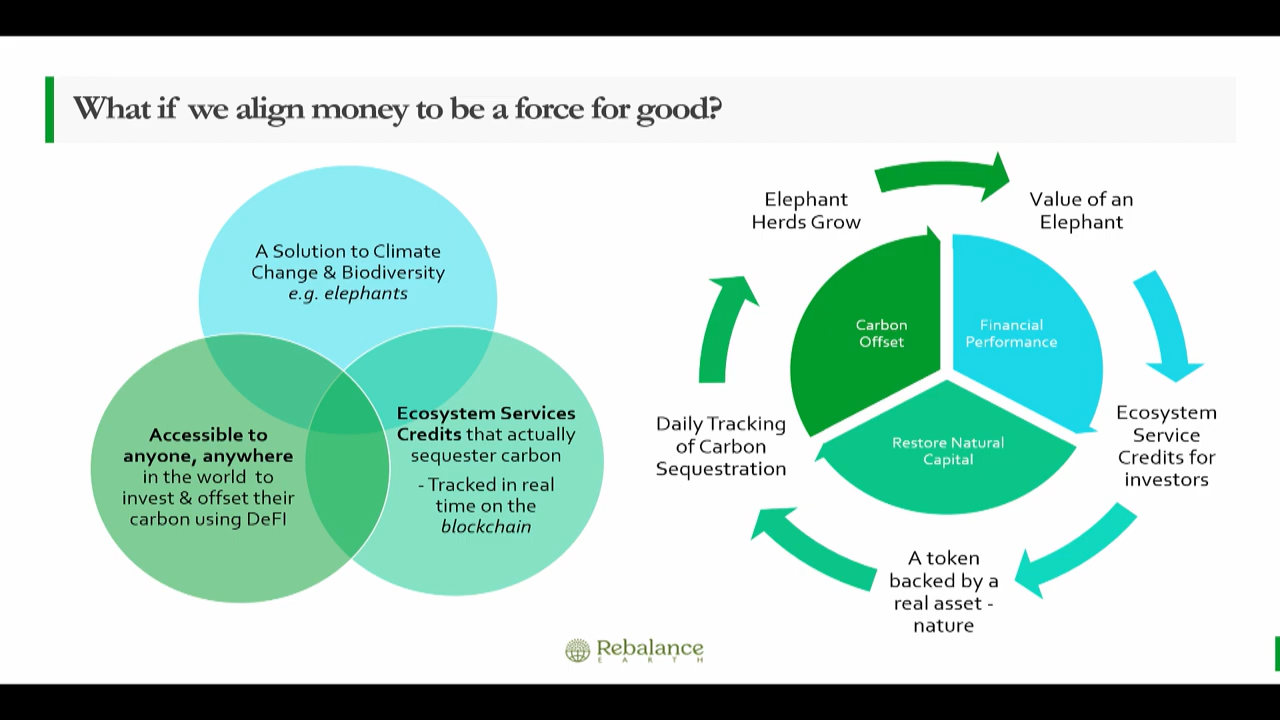 What if we align money to be a force for good?
A Solution to Climate
Change & Biodiversity
e.g. elephants
Accessible to
anyone, anywhere
in the world to
invest & offset their
carbon using DeFI
Ecosystem Services
Credits that actually
sequester carbon
- Tracked in real
time on the
blockchain
Elephant
Herds Grow
Value of an
Elephant
Carbon
Offset
Financial
Performance
Restore Natural
Capital
Daily Tracking
of Carbon
Sequestration
Ecosystem
Service
Credits for
investors
A token
backed by a
real asset -
nature
Rebalance
EARTH